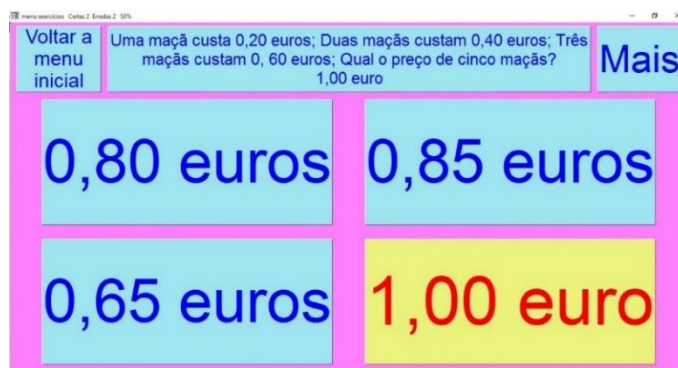 menu exercicios Certas 2 Erradas 2 50%
Voltar a
menu
inicial
Uma maçã custa 0,20 euros; Duas maçãs custam 0,40 euros; Três
maçãs custam 0, 60 euros; Qual o preço de cinco maçãs?
1,00 euro
Mais
0,80 euros
0,85 euros
0,65 euros
1,00 euro